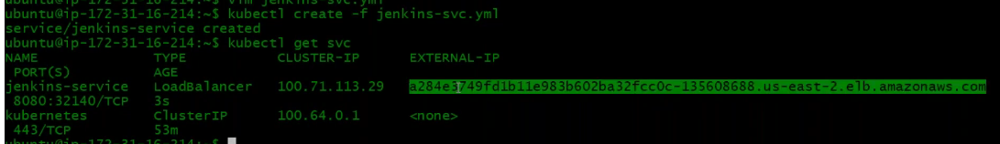 ubuntu@ip-172-31-16-214:~$ vim jenkins-svc.yml
ubuntu@ip-172-31-16-214:~$ kubectl create -f jenkins-svc.yml
service/jenkins-service created
ubuntu@ip-172-31-16-214:~$ kubectl get svc
NAME TYPE CLUSTER-IP EXTERNAL-IP
PORT(S) AGE
jenkins-service LoadBalancer 100.71.113.29 a284e3749fd1b11e983b602ba32fcc0c-135608688.us-east-2.elb.amazonaws.com
8080:32140/TCP 3s
kubernetes ClusterIP 100.64.0.1 <none>
443/TCP 53m
ubuntu@ip-172-31-16-214:~$